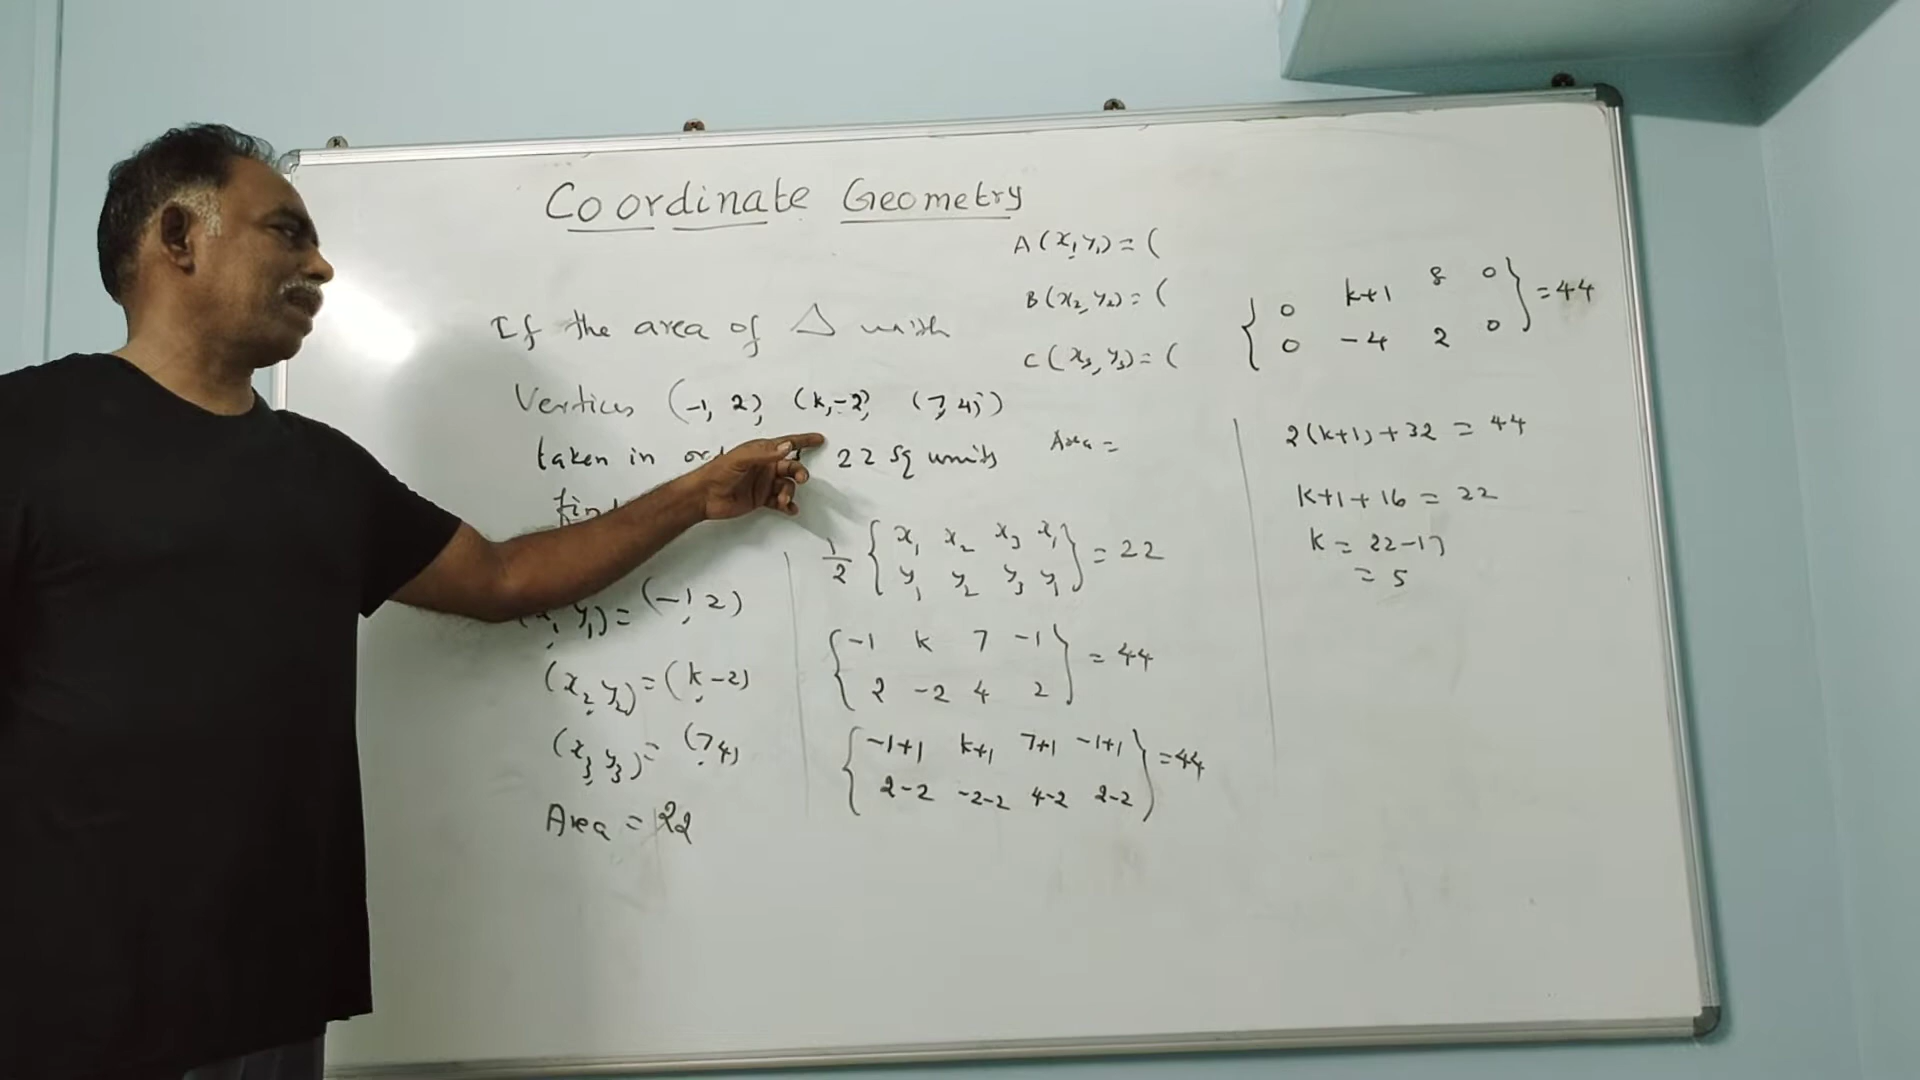 Coordinate Geometry
If the area of Δ with
Vertices (-1, 2), (k, -2), (7, 4)
taken in 22 Sq units
(x₁, y₁) = (-1, 2)
(x₂, y₂) = (k, -2)
(x₃, y₃) = (7, 4)
Area = 22
A (x₁, y₁) = (
B (x₂, y₂) = (
C (x₃, y₃) = (
Area =
1/2 { x₁ x₂ x₃ x₁ } = 22
y₁ y₂ y₃ y₁
{ -1 k 7 -1 } = 44
2 -2 4 2
{ -1+1 k+1 7+1 -1+1 } = 44
2-2 -2-2 4-2 2-2
{ 0 k+1 8 0 } = 44
0 -4 2 0
2(k+1) + 32 = 44
k+1+16 = 22
k = 22-17
= 5